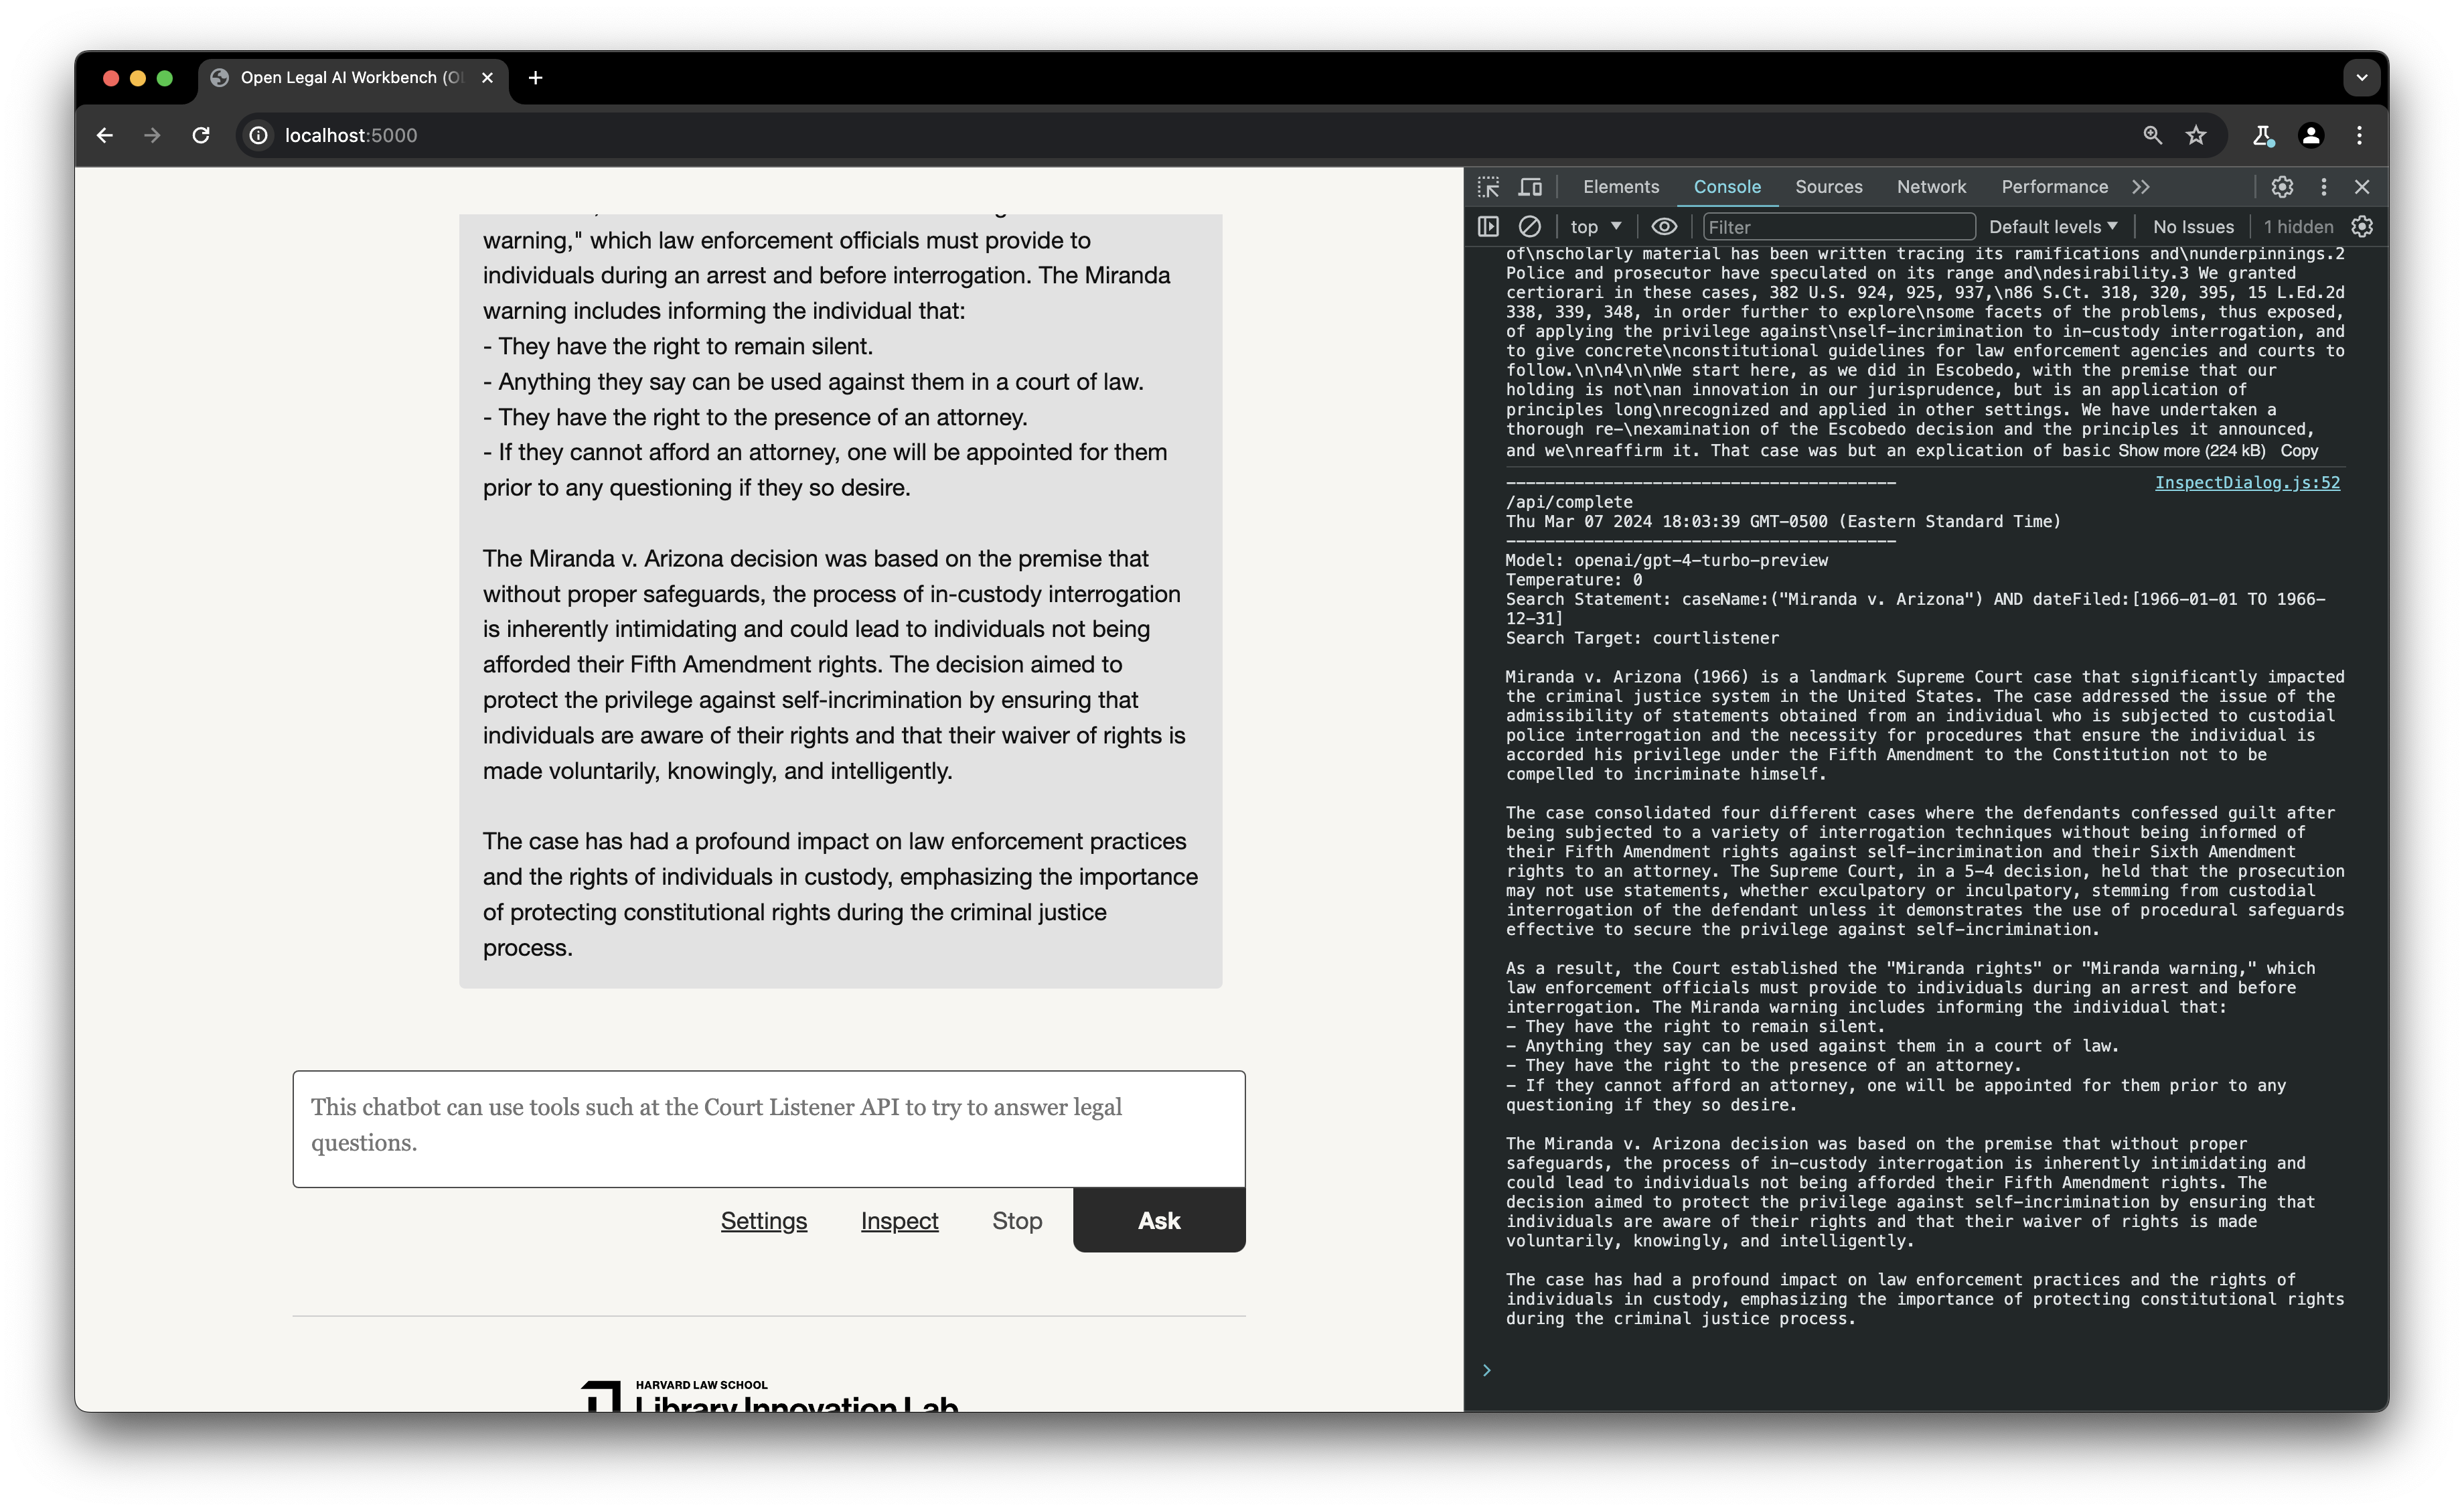 Open Legal AI Workbench (Ol
localhost:5000
warning," which law enforcement officials must provide to
individuals during an arrest and before interrogation. The Miranda
warning includes informing the individual that:
- They have the right to remain silent.
- Anything they say can be used against them in a court of law.
- They have the right to the presence of an attorney.
- If they cannot afford an attorney, one will be appointed for them
prior to any questioning if they so desire.
The Miranda v. Arizona decision was based on the premise that
without proper safeguards, the process of in-custody interrogation
is inherently intimidating and could lead to individuals not being
afforded their Fifth Amendment rights. The decision aimed to
protect the privilege against self-incrimination by ensuring that
individuals are aware of their rights and that their waiver of rights is
made voluntarily, knowingly, and intelligently.
The case has had a profound impact on law enforcement practices
and the rights of individuals in custody, emphasizing the importance
of protecting constitutional rights during the criminal justice
process.
This chatbot can use tools such at the Court Listener API to try to answer legal
questions.
Settings Inspect Stop Ask
HARVARD LAW SCHOOL
Library Innovation Lab
Elements Console Sources Network Performance
top Filter Default levels No Issues 1 hidden
of\nscholarly material has been written tracing its ramifications and\nunderpinnings.2
Police and prosecutor have speculated on its range and\ndesirability.3 We granted
certiorari in these cases, 382 U.S. 924, 925, 937,\n86 S.Ct. 318, 320, 395, 15 L.Ed.2d
338, 339, 348, in order further to explore\nsome facets of the problems, thus exposed,
of applying the privilege against\nself-incrimination to in-custody interrogation, and
to give concrete\nconstitutional guidelines for law enforcement agencies and courts to
follow.\n\n4\n\nWe start here, as we did in Escobedo, with the premise that our
holding is not\nan innovation in our jurisprudence, but is an application of
principles long\nrecognized and applied in other settings. We have undertaken a
thorough re-\nexamination of the Escobedo decision and the principles it announced,
and we\nreaffirm it. That case was but an explication of basic Show more (224 kB) Copy
---------------------------------------- InspectDialog.js:52
/api/complete
Thu Mar 07 2024 18:03:39 GMT-0500 (Eastern Standard Time)
----------------------------------------
Model: openai/gpt-4-turbo-preview
Temperature: 0
Search Statement: caseName:("Miranda v. Arizona") AND dateFiled:[1966-01-01 TO 1966-
12-31]
Search Target: courtlistener
Miranda v. Arizona (1966) is a landmark Supreme Court case that significantly impacted
the criminal justice system in the United States. The case addressed the issue of the
admissibility of statements obtained from an individual who is subjected to custodial
police interrogation and the necessity for procedures that ensure the individual is
accorded his privilege under the Fifth Amendment to the Constitution not to be
compelled to incriminate himself.
The case consolidated four different cases where the defendants confessed guilt after
being subjected to a variety of interrogation techniques without being informed of
their Fifth Amendment rights against self-incrimination and their Sixth Amendment
rights to an attorney. The Supreme Court, in a 5-4 decision, held that the prosecution
may not use statements, whether exculpatory or inculpatory, stemming from custodial
interrogation of the defendant unless it demonstrates the use of procedural safeguards
effective to secure the privilege against self-incrimination.
As a result, the Court established the "Miranda rights" or "Miranda warning," which
law enforcement officials must provide to individuals during an arrest and before
interrogation. The Miranda warning includes informing the individual that:
- They have the right to remain silent.
- Anything they say can be used against them in a court of law.
- They have the right to the presence of an attorney.
- If they cannot afford an attorney, one will be appointed for them prior to any
questioning if they so desire.
The Miranda v. Arizona decision was based on the premise that without proper
safeguards, the process of in-custody interrogation is inherently intimidating and
could lead to individuals not being afforded their Fifth Amendment rights. The
decision aimed to protect the privilege against self-incrimination by ensuring that
individuals are aware of their rights and that their waiver of rights is made
voluntarily, knowingly, and intelligently.
The case has had a profound impact on law enforcement practices and the rights of
individuals in custody, emphasizing the importance of protecting constitutional rights
during the criminal justice process.